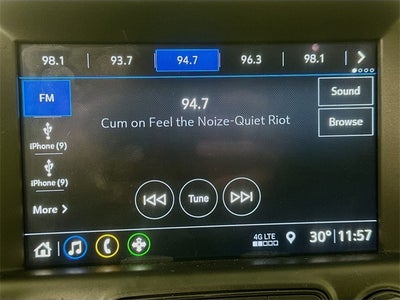 98.1 93.7 94.7 96.3 98.1
FM
94.7
Sound
Cum on Feel the Noize-Quiet Riot
Browse
iPhone (9)
iPhone (9)
More
Tune
4G LTE
30° 11:57